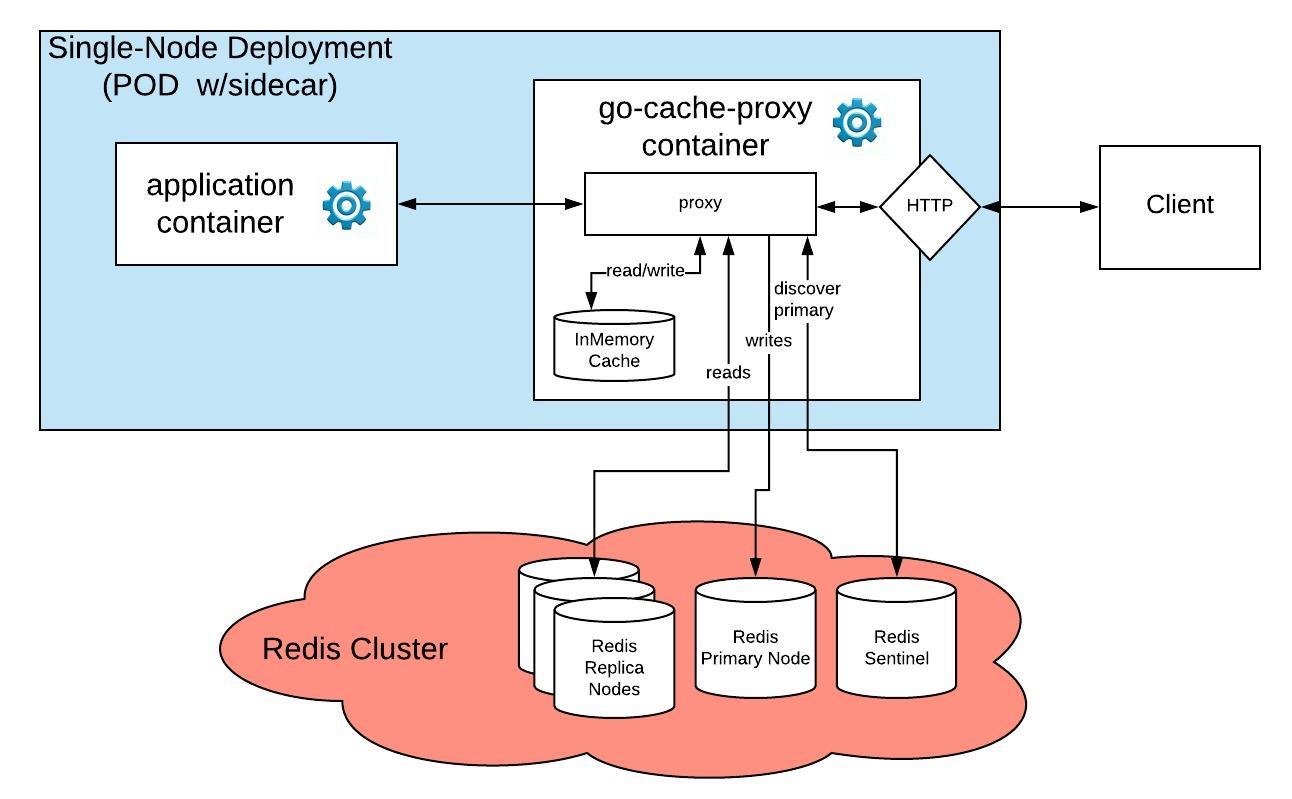 Single-Node Deployment
(POD w/sidecar)
go-cache-proxy
container
application
container
proxy
HTTP
Client
read/write
discover
primary
InMemory
Cache
writes
reads
Redis Cluster
Redis
Replica
Nodes
Redis
Primary Node
Redis
Sentinel